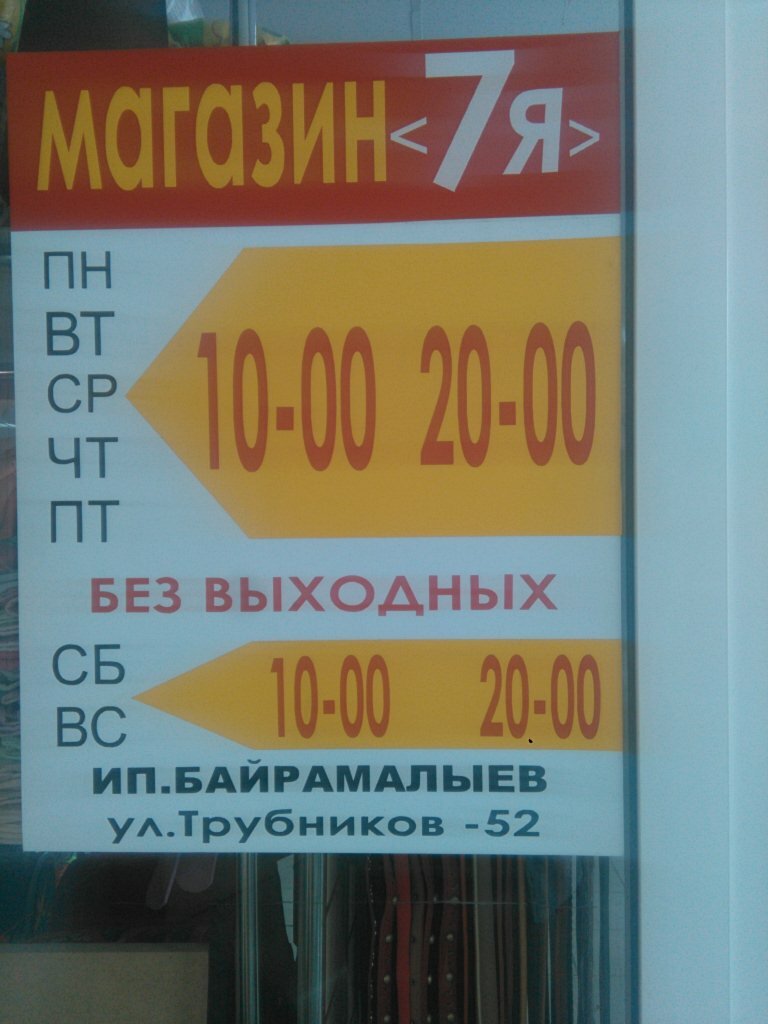 магазин <7я>
ПН
ВТ
СР 10-00 20-00
ЧТ
ПТ
БЕЗ ВЫХОДНЫХ
СБ
10-00 20-00
ВС
ИП.БАЙРАМАЛЫЕВ
ул.Трубников -52